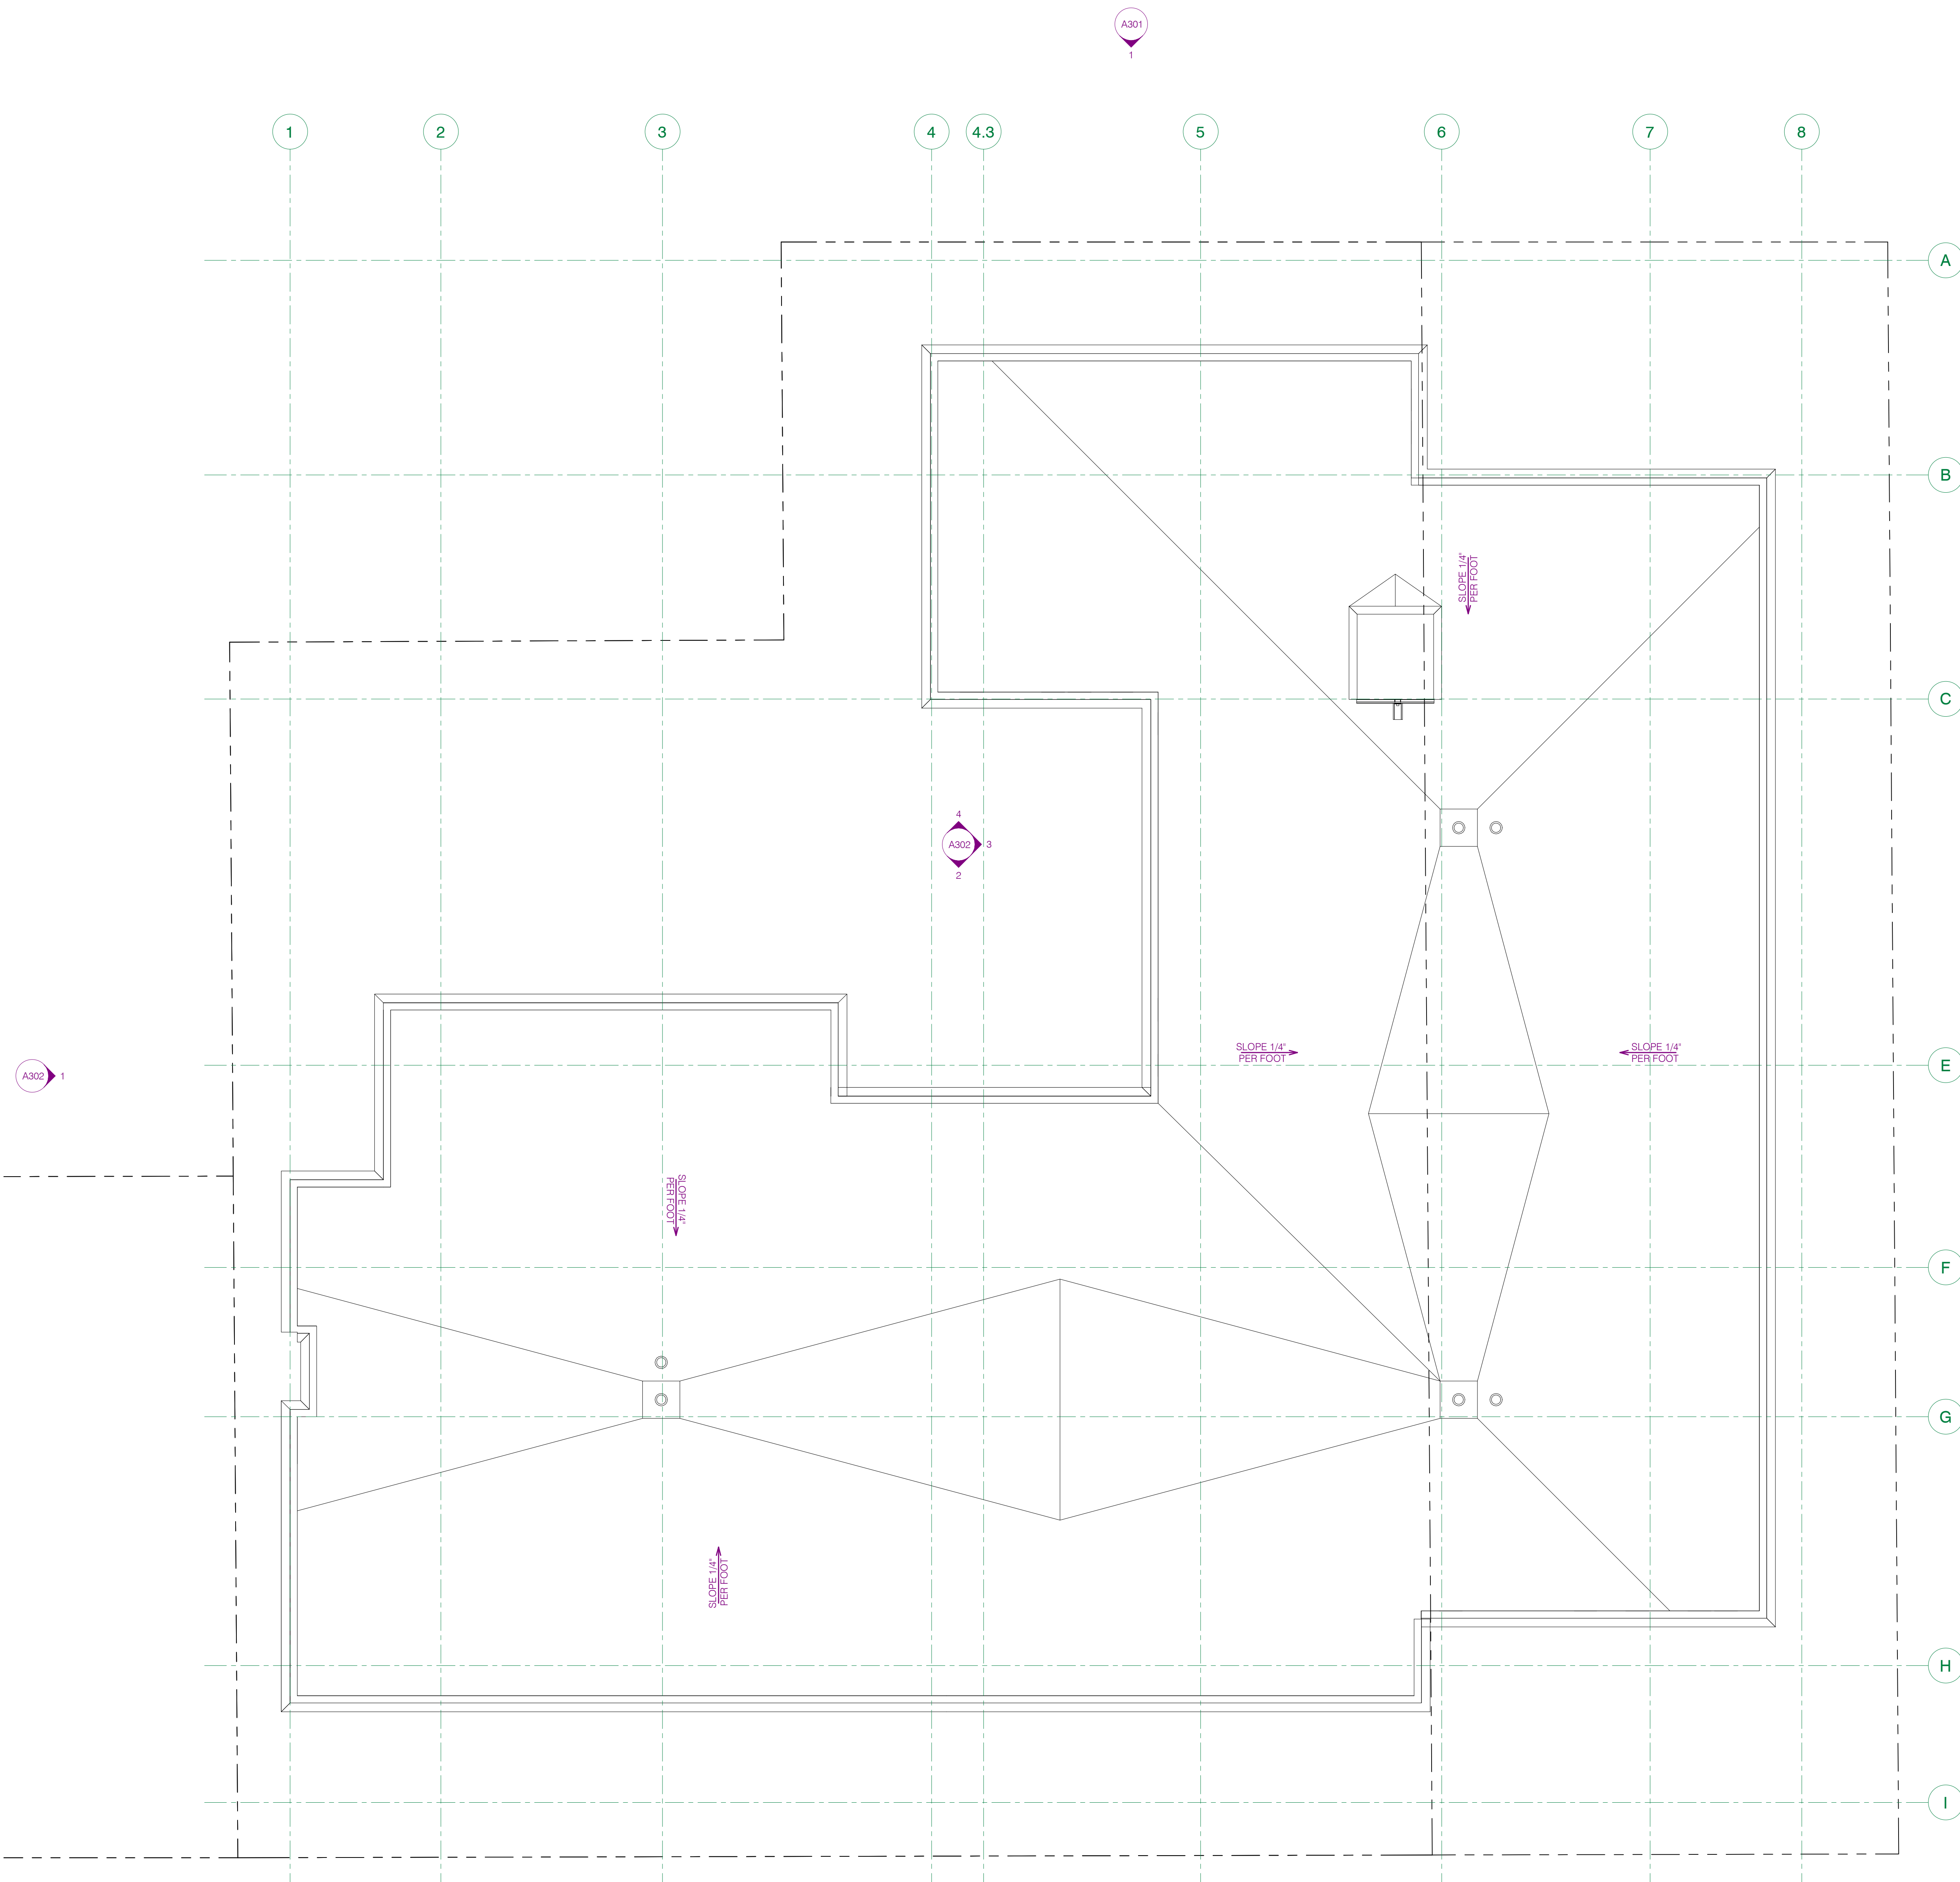 A301
1
1
2
3
4
4.3
5
6
7
8
A
B
SLOPE 1/4"
PER FOOT
C
4
A302
3
2
SLOPE 1/4"
PER FOOT
SLOPE 1/4"
PER FOOT
E
A302
1
SLOPE 1/4"
PER FOOT
F
G
SLOPE 1/4"
PER FOOT
H
I